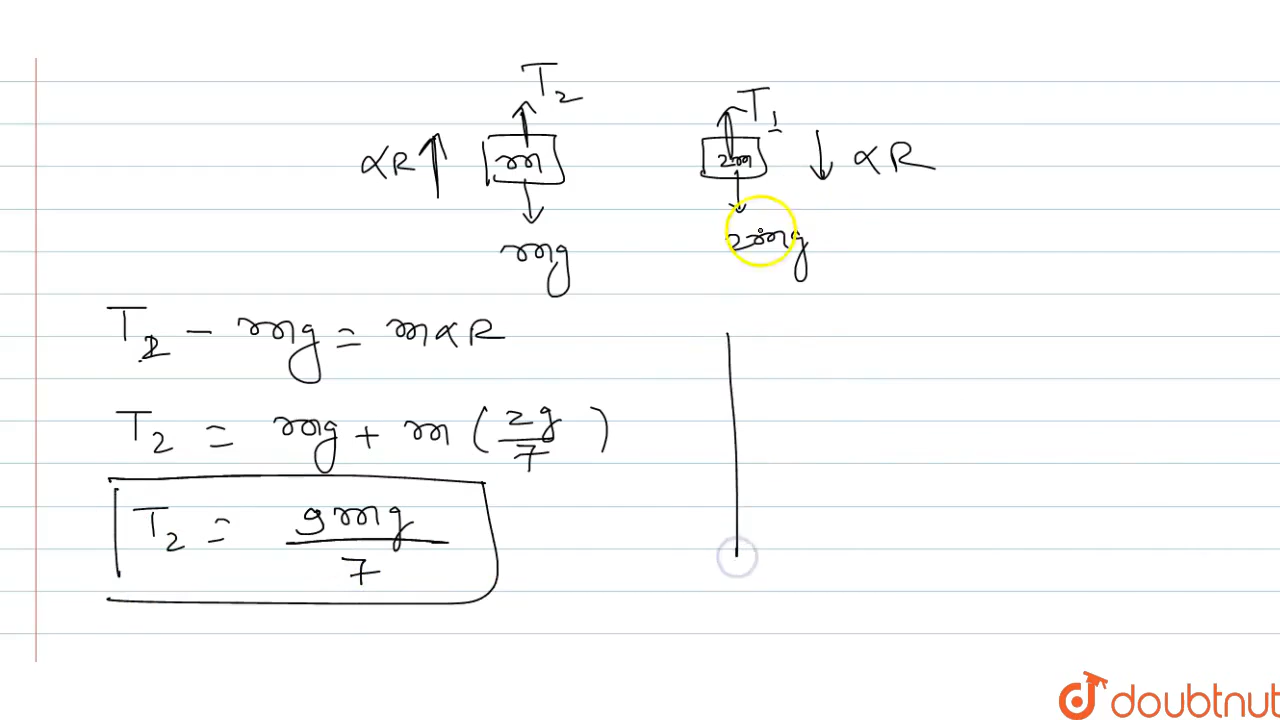 T₂
T₁
αR
m
2m
αR
mg
2mg
T₂ - mg = mαR
T₂ = mg + m (2g/7)
T₂ = 9mg/7
doubtnut